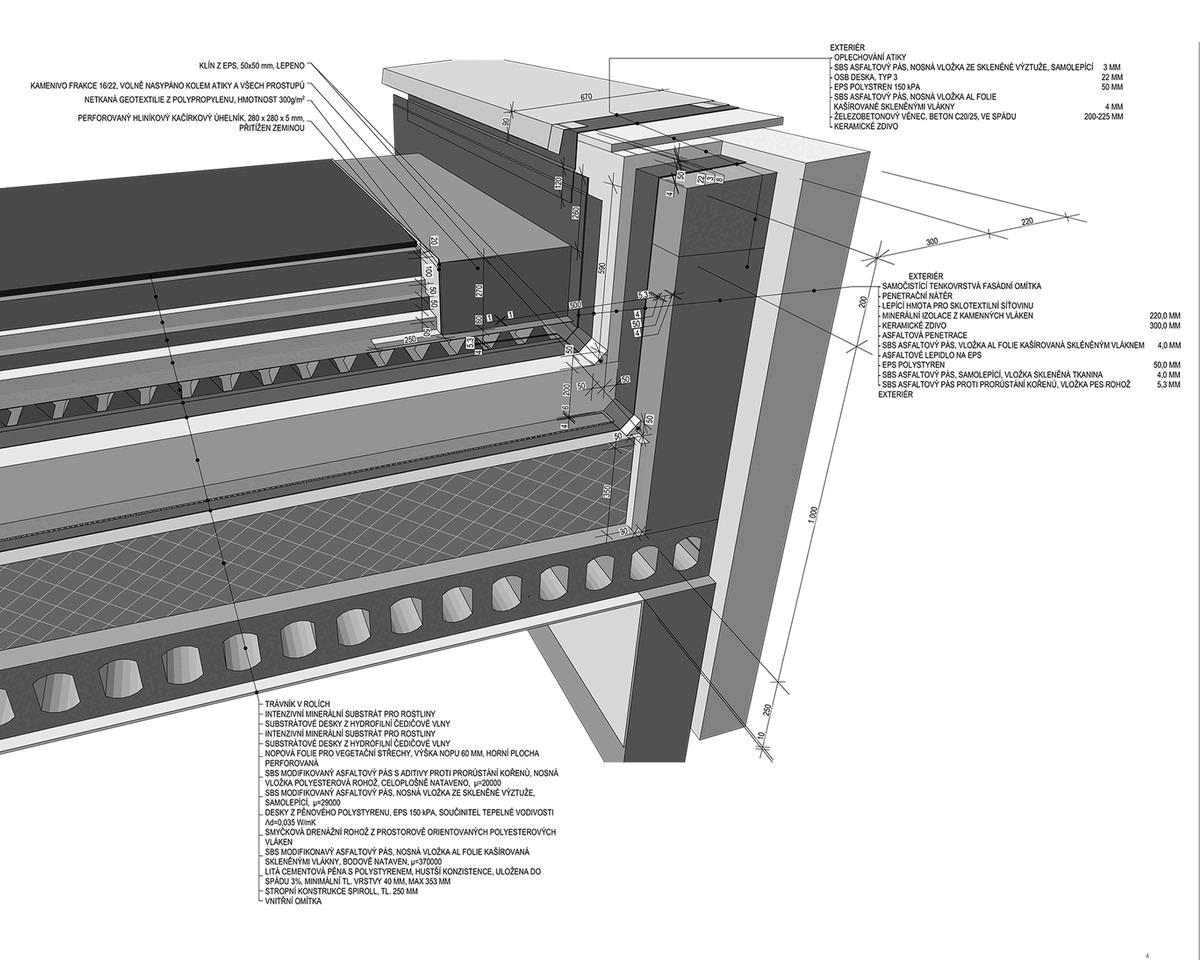 KLÍN Z EPS, 50x50 mm, LEPENO
KAMENIVO FRAKCE 16/22, VOLNĚ NASYPÁNO KOLEM ATIKY A VŠECH PROSTUPŮ
NETKANÁ GEOTEXTILIE Z POLYPROPYLENU, HMOTNOST 300g/m²
PERFOROVANÝ HLINÍKOVÝ KAČÍRKOVÝ ÚHELNÍK, 280 x 280 x 5 mm,
PŘITÍŽEN ZEMINOU
EXTERIÉR
OPLECHOVÁNÍ ATIKY
SBS ASFALTOVÝ PÁS, NOSNÁ VLOŽKA ZE SKLENĚNÉ VÝZTUŽE, SAMOLEPÍCÍ 3 MM
OSB DESKA, TYP 3 22 MM
EPS POLYSTREN 150 kPA 50 MM
SBS ASFALTOVÝ PÁS, NOSNÁ VLOŽKA AL FOLIE
KAŠÍROVANÉ SKLENĚNÝMI VLÁKNY 4 MM
ŽELEZOBETONOVÝ VĚNEC, BETON C20/25, VE SPÁDU 200-225 MM
KERAMICKÉ ZDIVO
670
90
120
260
590
50
4
22
3
8
300
220
200
20
100
50
50
50
270
60
1
1
250
5,3
4
500
5,3
4
50
4
50
50
50
200
6
4
50
50
350
30
1 000
250
10
EXTERIÉR
SAMOČISTÍCÍ TENKOVRSTVÁ FASÁDNÍ OMÍTKA
PENETRAČNÍ NÁTĚR
LEPÍCÍ HMOTA PRO SKLOTEXTILNÍ SÍŤOVINU
MINERÁLNÍ IZOLACE Z KAMENNÝCH VLÁKEN 220,0 MM
KERAMICKÉ ZDIVO 300,0 MM
ASFALTOVÁ PENETRACE
SBS ASFALTOVÝ PÁS, VLOŽKA AL FOLIE KAŠÍROVANÁ SKLĚNĚNÝM VLÁKNEM 4,0 MM
ASFALTOVÉ LEPIDLO NA EPS
EPS POLYSTYREN 50,0 MM
SBS ASFALTOVÝ PÁS, SAMOLEPÍCÍ, VLOŽKA SKLENĚNÁ TKANINA 4,0 MM
SBS ASFALTOVÝ PÁS PROTI PRORŮSTÁNÍ KOŘENŮ, VLOŽKA PES ROHOŽ 5,3 MM
EXTERIÉR
TRÁVNÍK V ROLÍCH
INTENZIVNÍ MINERÁLNÍ SUBSTRÁT PRO ROSTLINY
SUBSTRÁTOVÉ DESKY Z HYDROFILNÍ ČEDIČOVÉ VLNY
INTENZIVNÍ MINERÁLNÍ SUBSTRÁT PRO ROSTLINY
SUBSTRÁTOVÉ DESKY Z HYDROFILNÍ ČEDIČOVÉ VLNY
NOPOVÁ FOLIE PRO VEGETAČNÍ STŘECHY, VÝŠKA NOPU 60 MM, HORNÍ PLOCHA
PERFOROVANÁ
SBS MODIFIKOVANÝ ASFALTOVÝ PÁS S ADITIVY PROTI PRORŮSTÁNÍ KOŘENŮ, NOSNÁ
VLOŽKA POLYESTEROVÁ ROHOŽ, CELOPLOŠNĚ NATAVENO, µ=20000
SBS MODIFIKOVANÝ ASFALTOVÝ PÁS, NOSNÁ VLOŽKA ZE SKLENĚNÉ VÝZTUŽE,
SAMOLEPÍCÍ, µ=29000
DESKY Z PĚNOVÉHO POLYSTYRENU, EPS 150 kPA, SOUČINITEL TEPELNÉ VODIVOSTI
Λd=0,035 W/mK
SMYČKOVÁ DRENÁŽNÍ ROHOŽ Z PROSTOROVĚ ORIENTOVANÝCH POLYESTEROVÝCH
VLÁKEN
SBS MODIFIKONAVÝ ASFALTOVÝ PÁS, NOSNÁ VLOŽKA AL FOLIE KAŠÍROVANÁ
SKLENĚNÝMI VLÁKNY, BODOVĚ NATAVEN, µ=370000
LITÁ CEMENTOVÁ PĚNA S POLYSTYRENEM, HUSTŠÍ KONZISTENCE, ULOŽENA DO
SPÁDU 3%, MINIMÁLNÍ TL. VRSTVY 40 MM, MAX 353 MM
STROPNÍ KONSTRUKCE SPIROLL, TL. 250 MM
VNITŘNÍ OMÍTKA
4